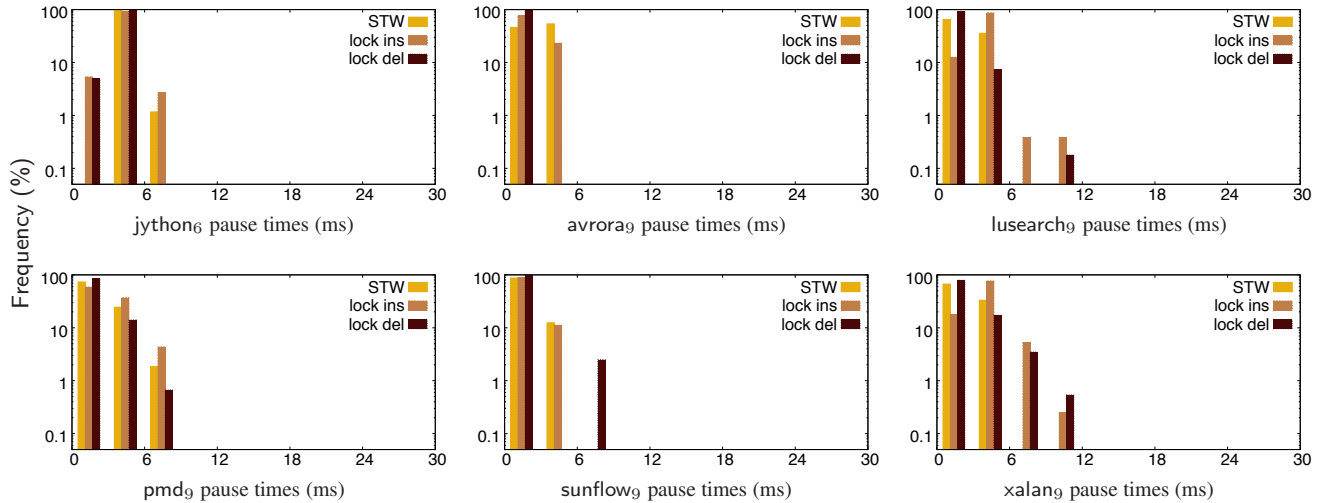 Frequency (%)
100
10
1
0.1
STW
lock ins
lock del
0 6 12 18 24 30
jython₆ pause times (ms)
100
10
1
0.1
STW
lock ins
lock del
0 6 12 18 24 30
avrora₉ pause times (ms)
100
10
1
0.1
STW
lock ins
lock del
0 6 12 18 24 30
lusearch₉ pause times (ms)
100
10
1
0.1
STW
lock ins
lock del
0 6 12 18 24 30
pmd₉ pause times (ms)
100
10
1
0.1
STW
lock ins
lock del
0 6 12 18 24 30
sunflow₉ pause times (ms)
100
10
1
0.1
STW
lock ins
lock del
0 6 12 18 24 30
xalan₉ pause times (ms)